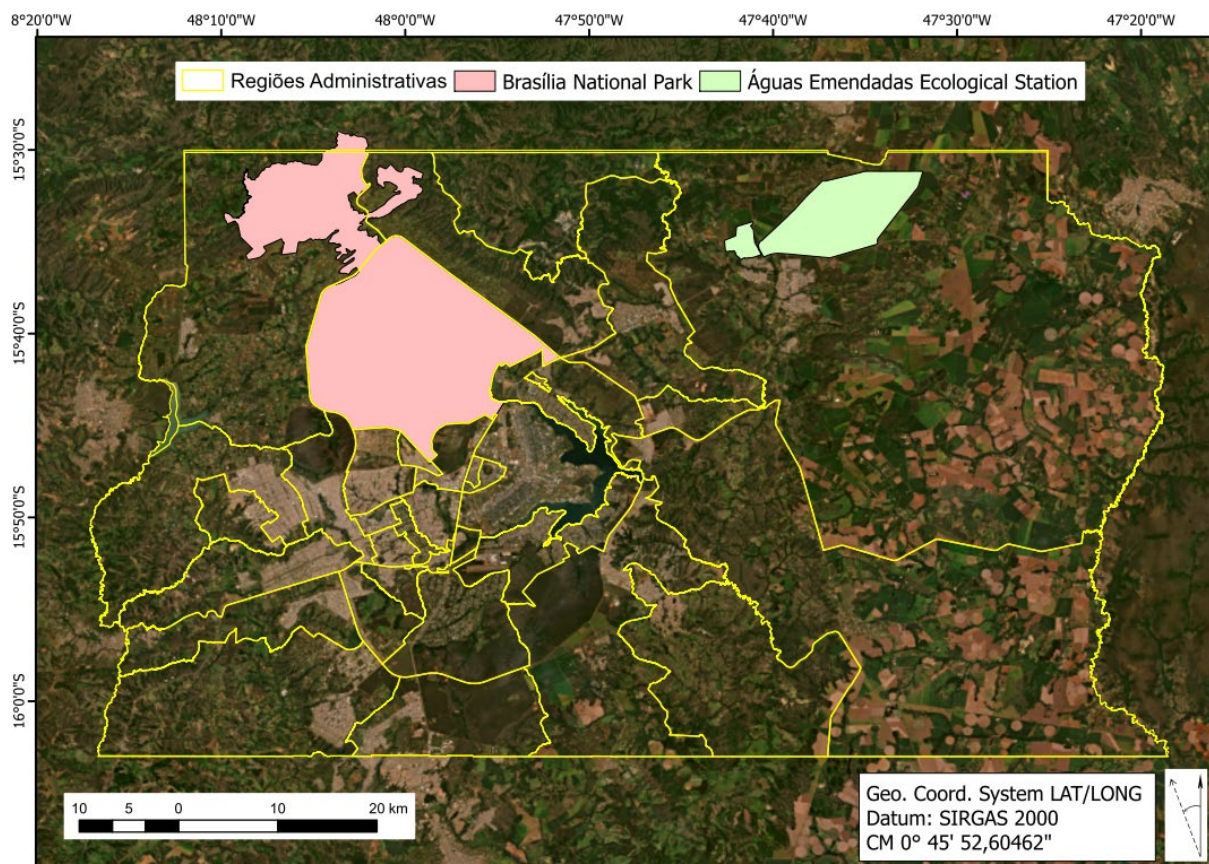 8°20'0"W 48°10'0"W 48°0'0"W 47°50'0"W 47°40'0"W 47°30'0"W 47°20'0"W
Regiões Administrativas Brasília National Park Águas Emendadas Ecological Station
15°30'0"S
15°40'0"S
15°50'0"S
16°0'0"S
10 5 0 10 20 km
Geo. Coord. System LAT/LONG
Datum: SIRGAS 2000
CM 0° 45' 52,60462"